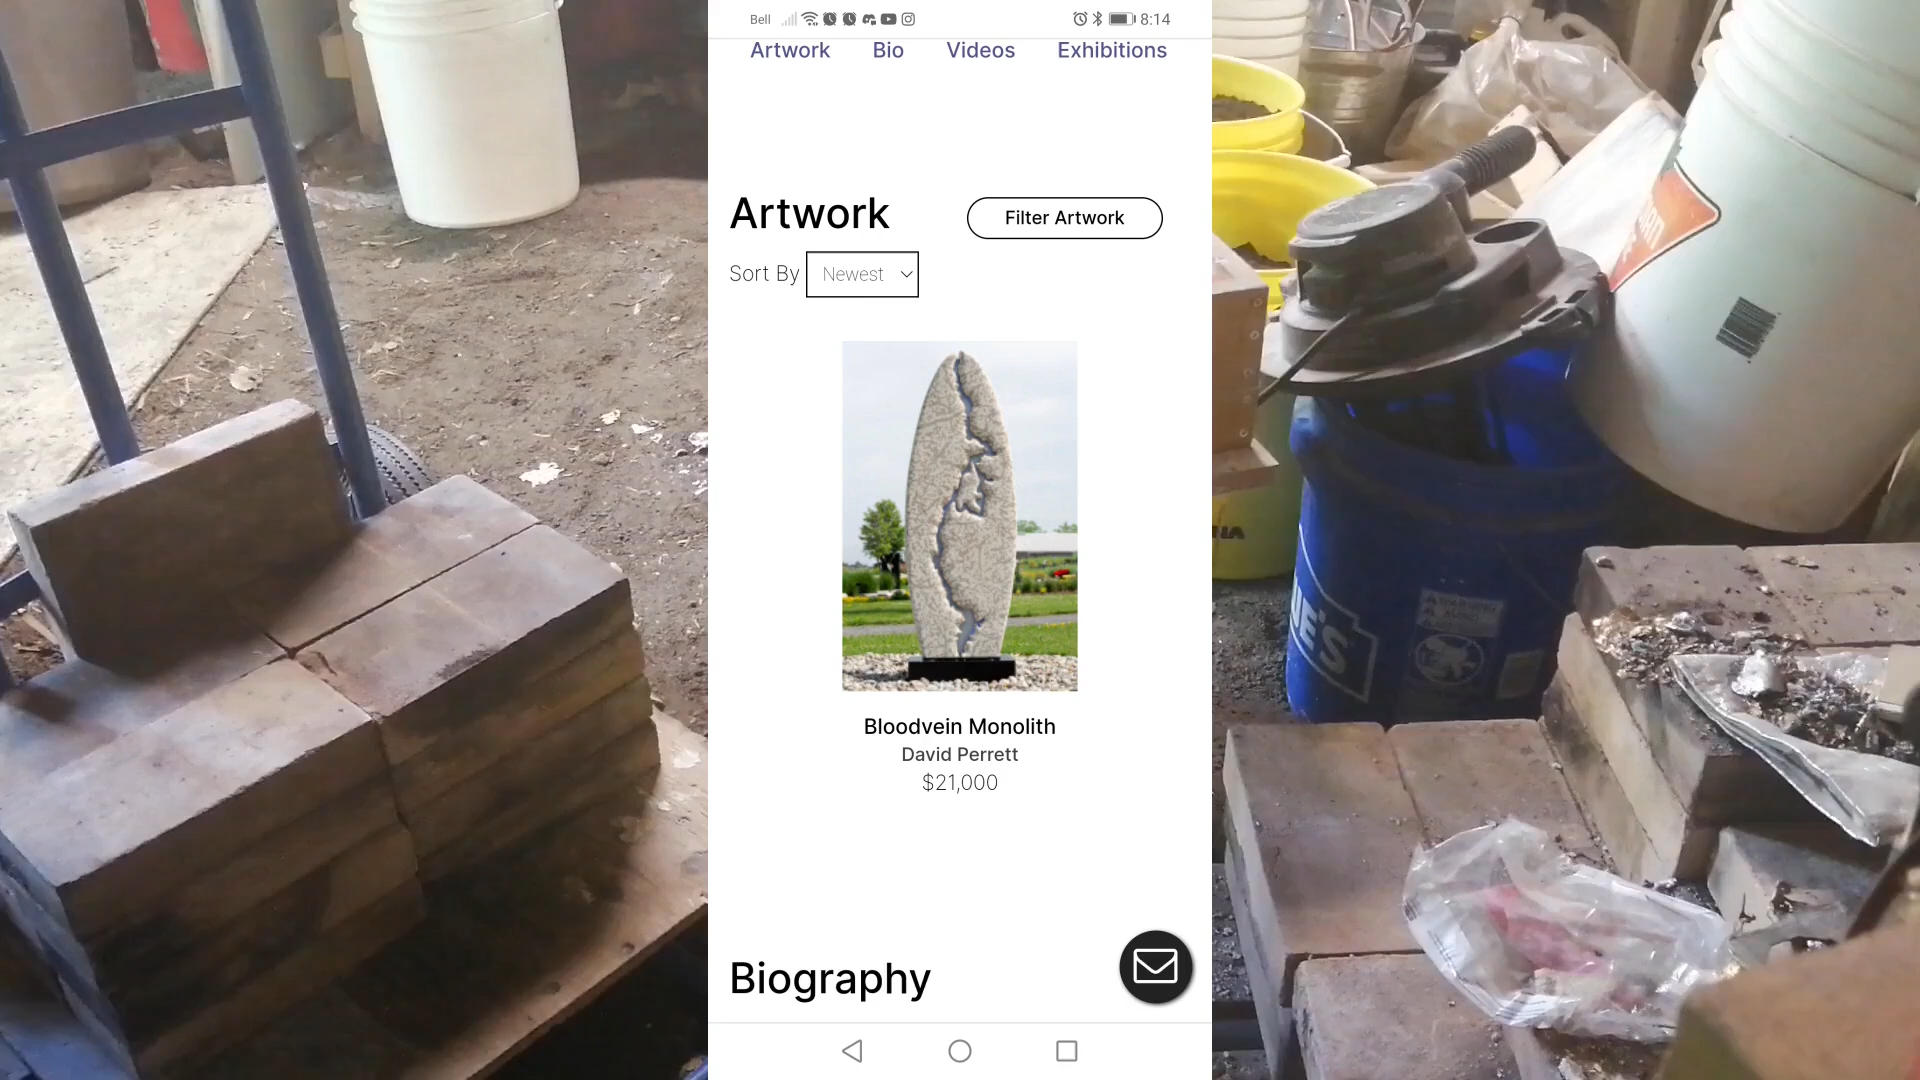 Bell
8:14
Artwork Bio Videos Exhibitions
Artwork
Filter Artwork
Sort By Newest
Bloodvein Monolith
David Perrett
$21,000
Biography
WARNING